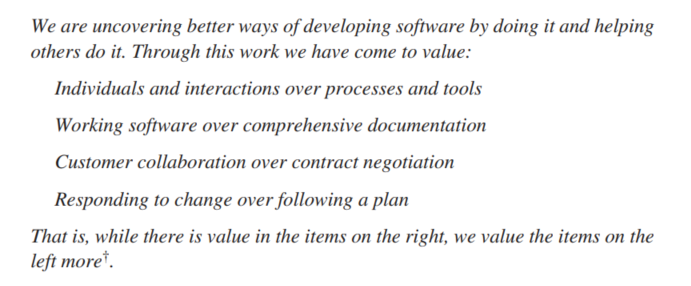 We are uncovering better ways of developing software by doing it and helping
others do it. Through this work we have come to value:
Individuals and interactions over processes and tools
Working software over comprehensive documentation
Customer collaboration over contract negotiation
Responding to change over following a plan
That is, while there is value in the items on the right, we value the items on the
left more†.